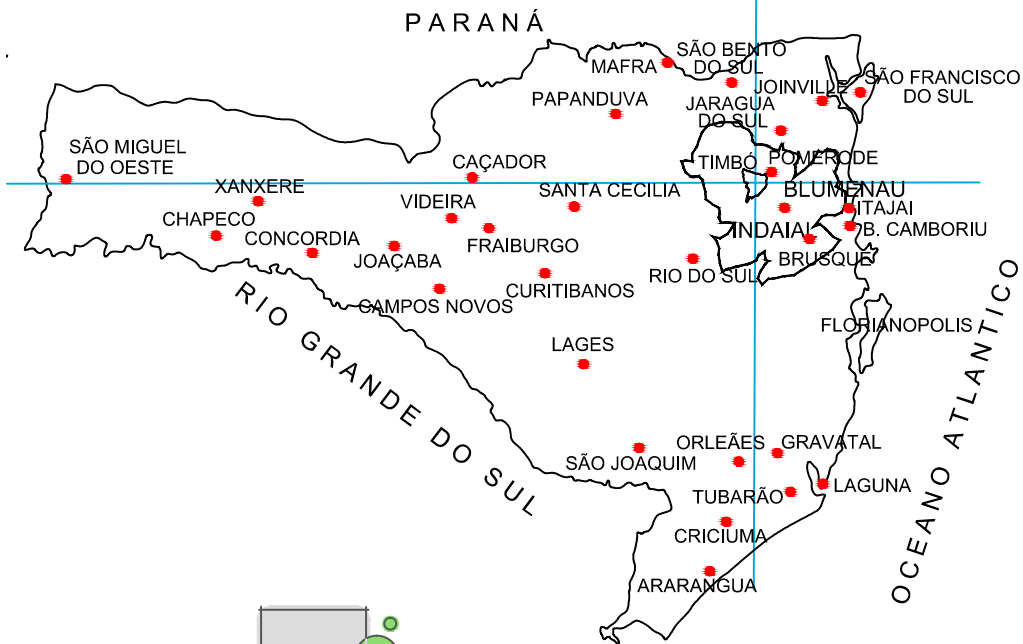 PARANÁ
SÃO BENTO
DO SUL
MAFRA
JOINVILLE
SÃO FRANCISCO
DO SUL
PAPANDUVA
JARAGUA
DO SUL
SÃO MIGUEL
DO OESTE
CAÇADOR
TIMBÓ
POMERODE
XANXERE
SANTA CECILIA
BLUMENAU
VIDEIRA
ITAJAI
CHAPECO
CONCORDIA
FRAIBURGO
INDAIAL
B. CAMBORIU
JOAÇABA
BRUSQUE
RIO DO SUL
CURITIBANOS
CAMPOS NOVOS
FLORIANOPOLIS
RIO GRANDE DO SUL
LAGES
OCEANO ATLANTICO
ORLEÃES
GRAVATAL
SÃO JOAQUIM
LAGUNA
TUBARÃO
CRICIUMA
ARARANGUA